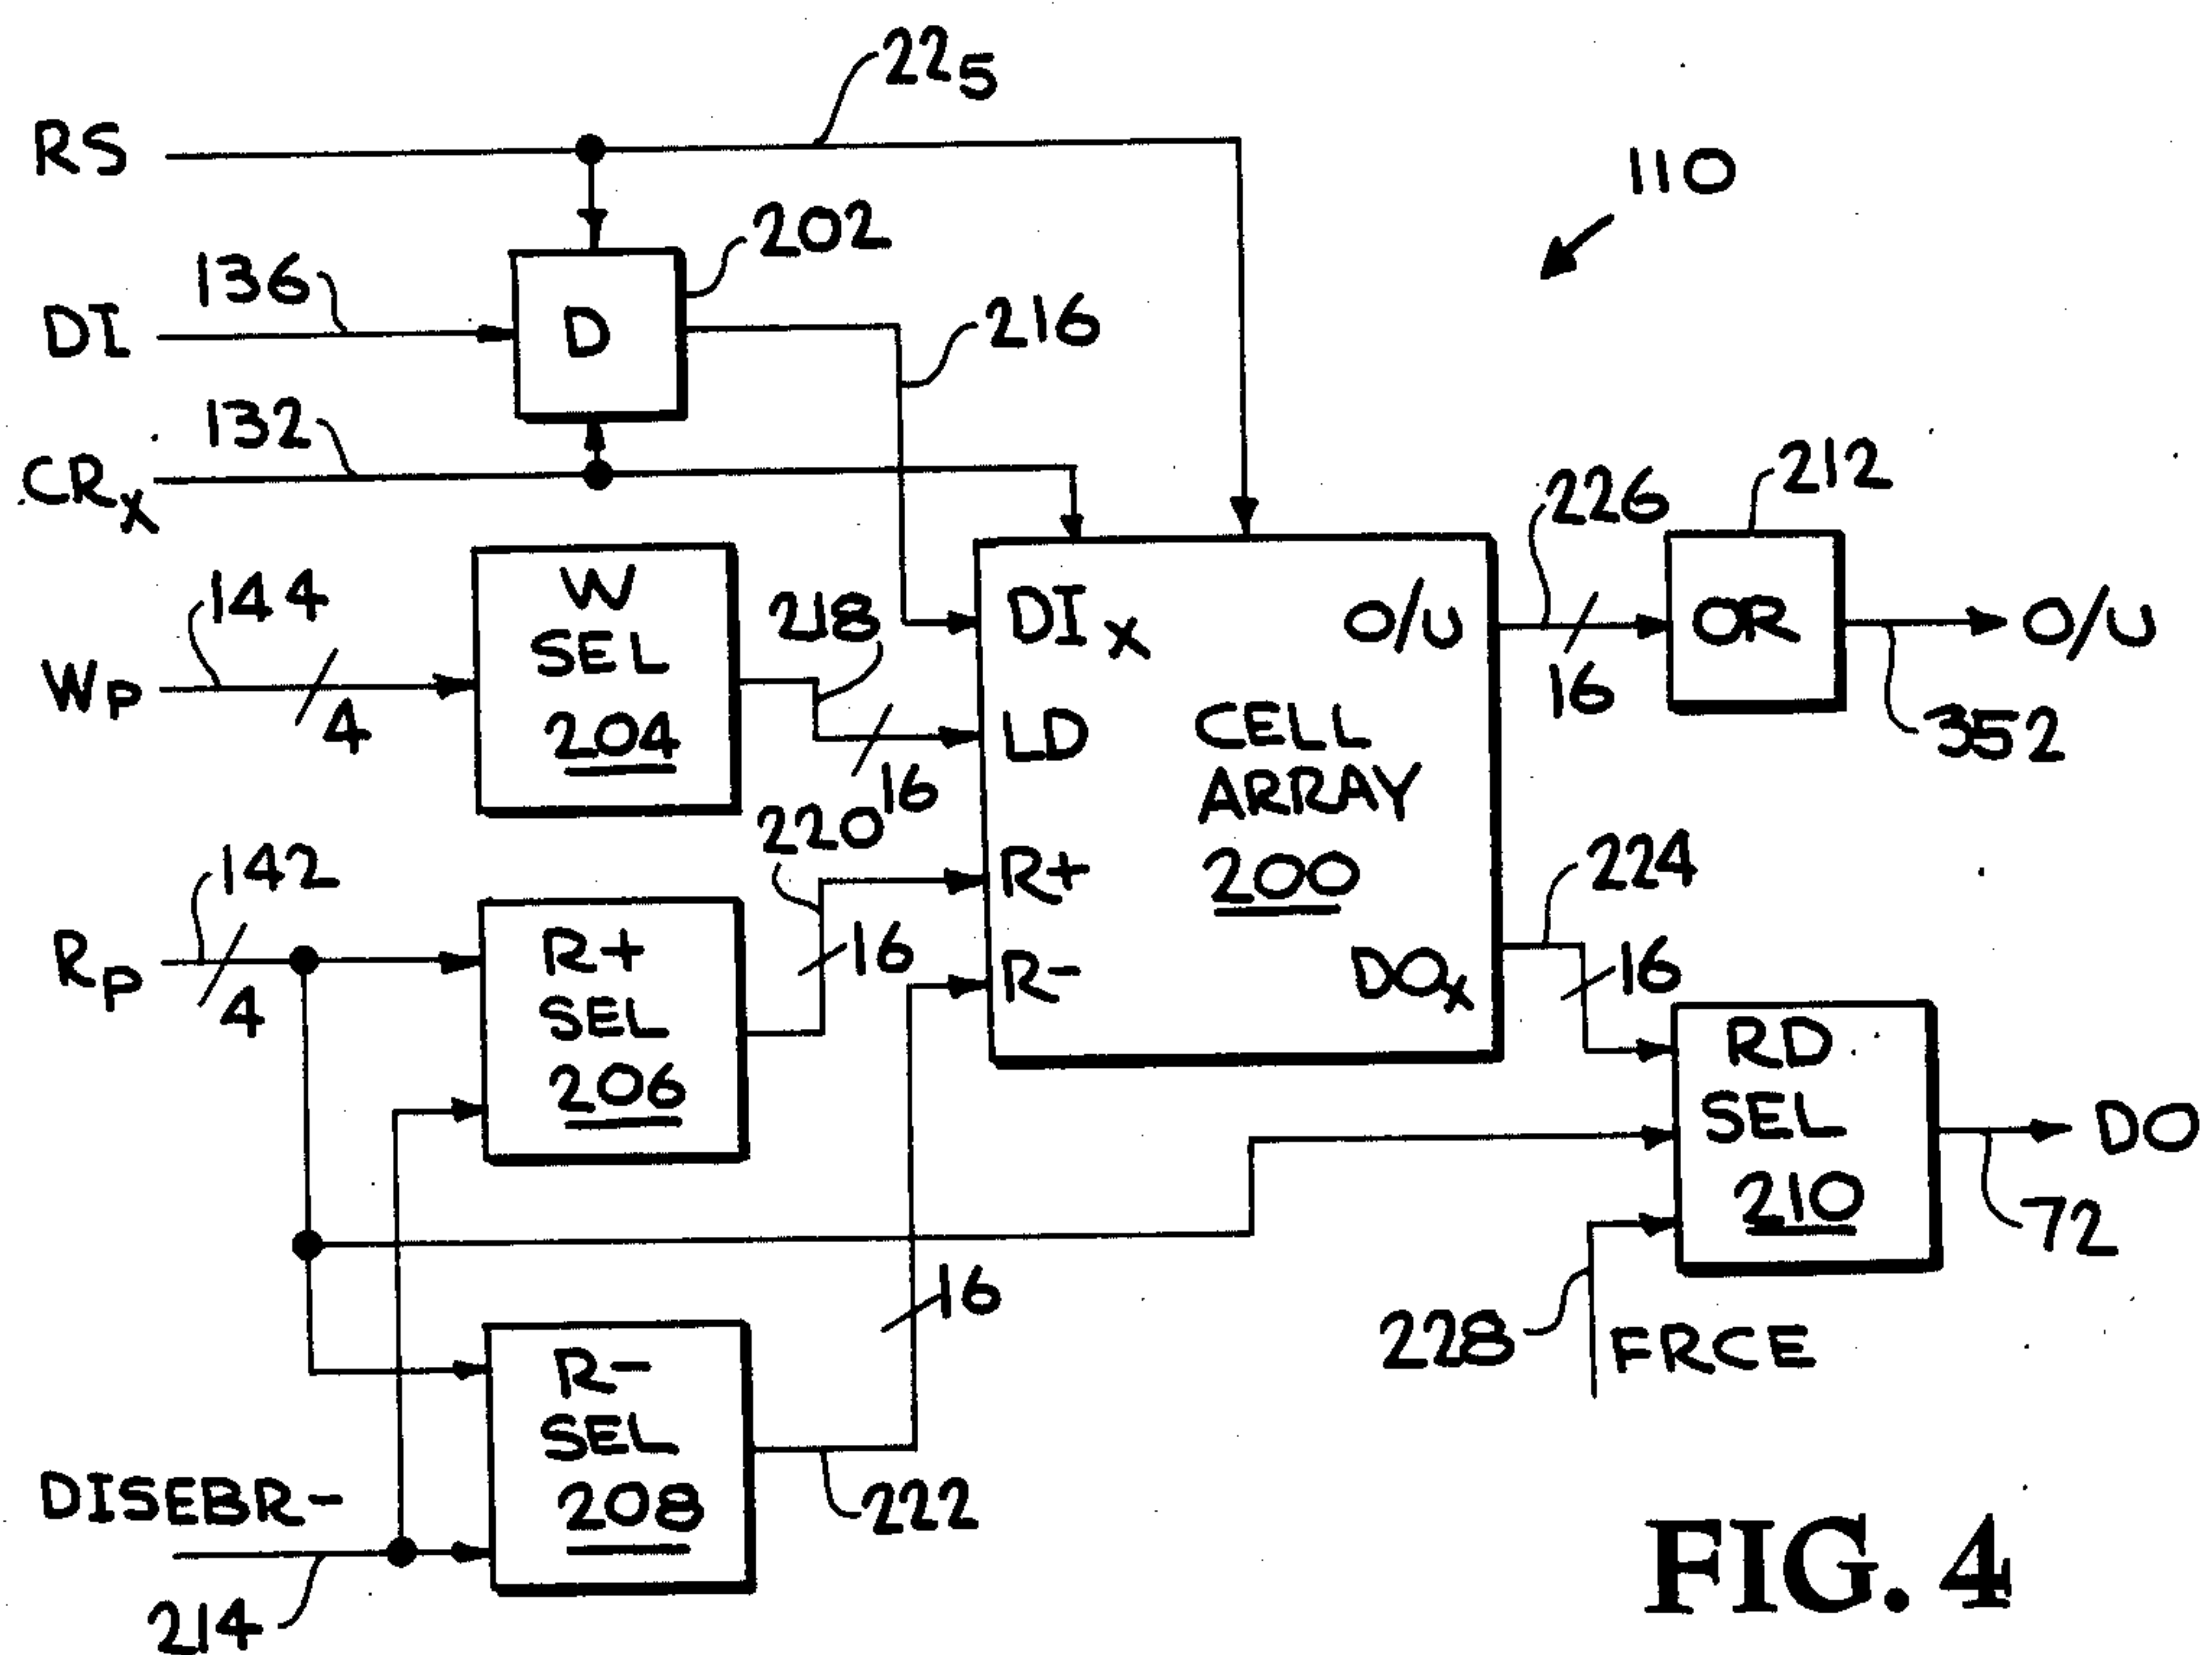 225
RS
110
202
136
DI
D
216
132
CRx
212
226
W
SEL
204
144
Wp
4
218
16
DIx
O/U
LD
CELL
ARRAY
200
R+
R-
DOx
16
OR
O/U
352
220
142
Rp
4
R+
SEL
206
16
224
16
RD
SEL
210
DO
72
16
228
FRCE
R-
SEL
208
222
DISEBR-
214
FIG. 4